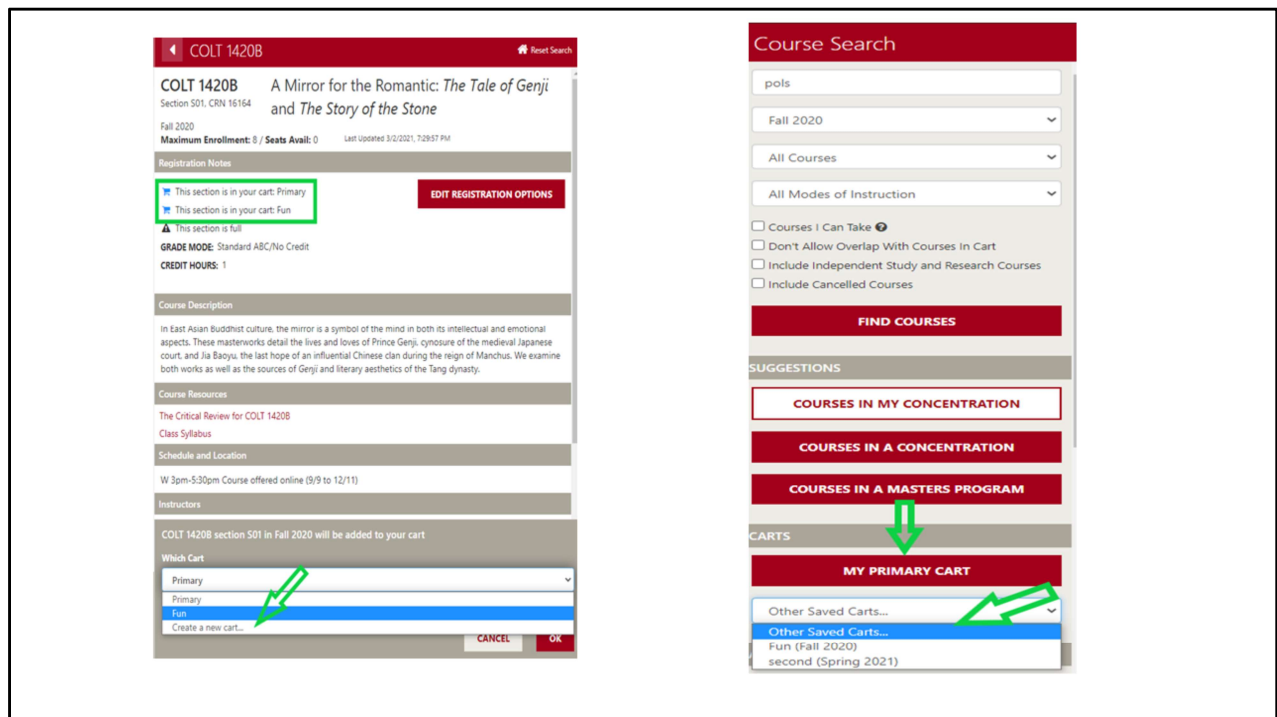 COLT 1420B
Reset Search
COLT 1420B
Section S01, CRN 16164
A Mirror for the Romantic: The Tale of Genji
and The Story of the Stone
Fall 2020
Maximum Enrollment: 8 / Seats Avail: 0
Last Updated 3/2/2021, 7:29:57 PM
Registration Notes
This section is in your cart: Primary
This section is in your cart: Fun
This section is full
EDIT REGISTRATION OPTIONS
GRADE MODE: Standard ABC/No Credit
CREDIT HOURS: 1
Course Description
In East Asian Buddhist culture, the mirror is a symbol of the mind in both its intellectual and emotional
aspects. These masterworks detail the lives and loves of Prince Genji, cynosure of the medieval Japanese
court, and Jia Baoyu, the last hope of an influential Chinese clan during the reign of Manchus. We examine
both works as well as the sources of Genji and literary aesthetics of the Tang dynasty.
Course Resources
The Critical Review for COLT 1420B
Class Syllabus
Schedule and Location
W 3pm-5:30pm Course offered online (9/9 to 12/11)
Instructors
COLT 1420B section S01 in Fall 2020 will be added to your cart
Which Cart
Primary
Primary
Fun
Create a new cart...
CANCEL
OK
Course Search
pols
Fall 2020
All Courses
All Modes of Instruction
Courses I Can Take
Don't Allow Overlap With Courses In Cart
Include Independent Study and Research Courses
Include Cancelled Courses
FIND COURSES
SUGGESTIONS
COURSES IN MY CONCENTRATION
COURSES IN A CONCENTRATION
COURSES IN A MASTERS PROGRAM
CARTS
MY PRIMARY CART
Other Saved Carts...
Other Saved Carts...
Fun (Fall 2020)
second (Spring 2021)